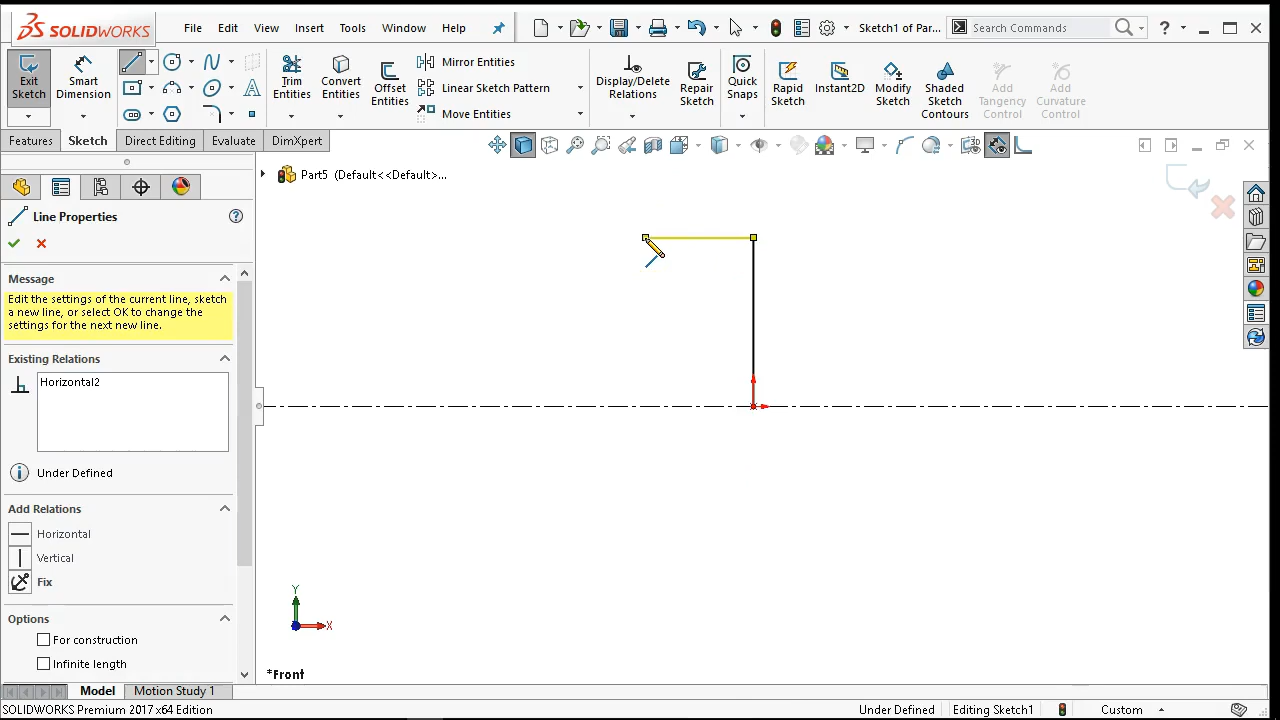 SOLIDWORKS File Edit View Insert Tools Window Help Sketch1 of Par... Search Commands
Exit Sketch
Smart Dimension
Trim Entities
Convert Entities
Offset Entities
Mirror Entities
Linear Sketch Pattern
Move Entities
Display/Delete Relations
Repair Sketch
Quick Snaps
Rapid Sketch
Instant2D
Modify Sketch
Shaded Sketch Contours
Add Tangency Control
Add Curvature Control
Features Sketch Direct Editing Evaluate DimXpert
Part5 (Default<<Default>...
Line Properties
Message
Edit the settings of the current line, sketch
a new line, or select OK to change the
settings for the next new line.
Existing Relations
Horizontal2
Under Defined
Add Relations
Horizontal
Vertical
Fix
Options
For construction
Infinite length
Y
X
*Front
Model Motion Study 1
SOLIDWORKS Premium 2017 x64 Edition Under Defined Editing Sketch1 Custom